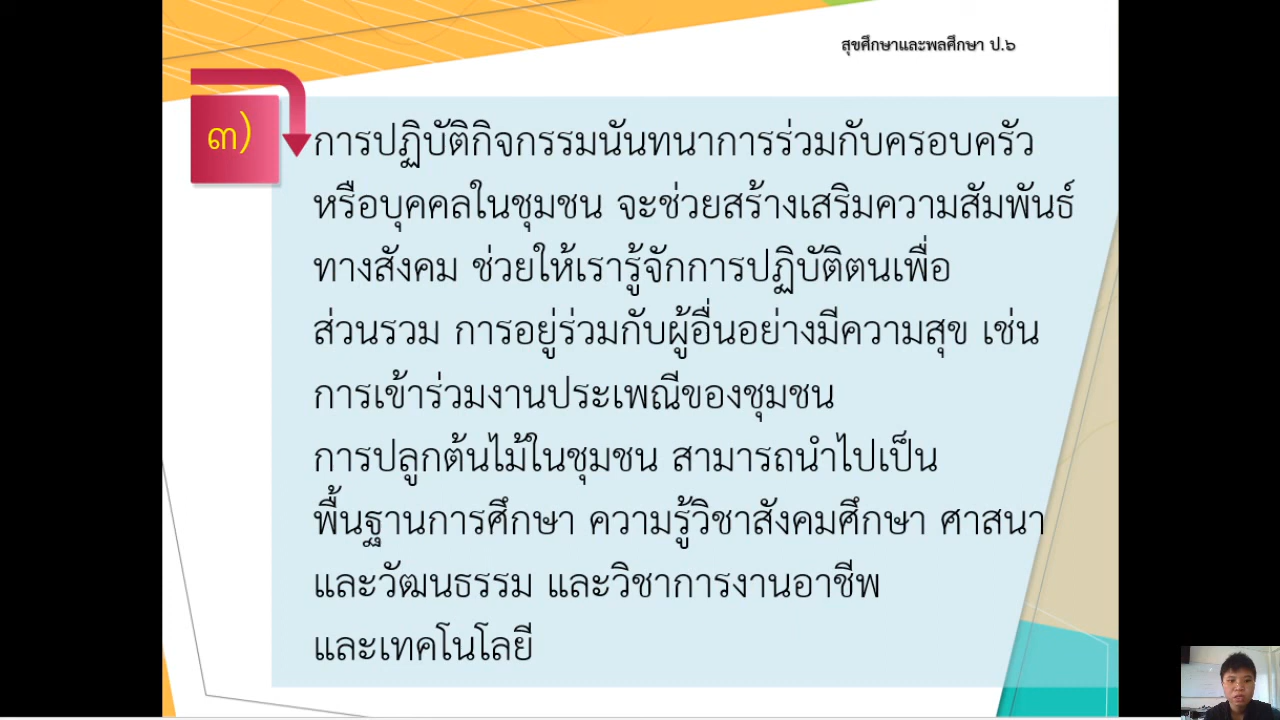 สุขศึกษาและพลศึกษา ป.๖
๓)
การปฏิบัติกิจกรรมนันทนาการร่วมกับครอบครัว
หรือบุคคลในชุมชน จะช่วยสร้างเสริมความสัมพันธ์
ทางสังคม ช่วยให้เรารู้จักการปฏิบัติตนเพื่อ
ส่วนรวม การอยู่ร่วมกับผู้อื่นอย่างมีความสุข เช่น
การเข้าร่วมงานประเพณีของชุมชน
การปลูกต้นไม้ในชุมชน สามารถนำไปเป็น
พื้นฐานการศึกษา ความรู้วิชาสังคมศึกษา ศาสนา
และวัฒนธรรม และวิชาการงานอาชีพ
และเทคโนโลยี